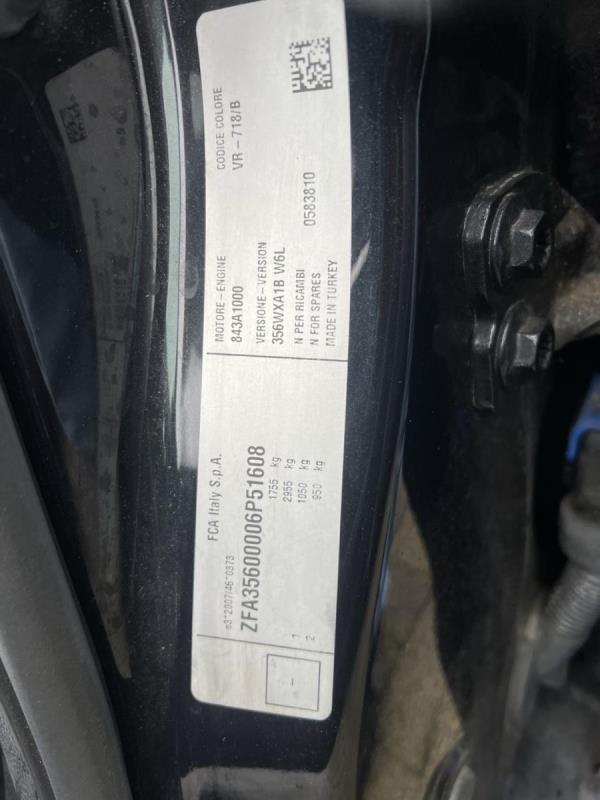 FCA Italy S.p.A.
e3*2007/46*0373
ZFA35600006P51608
1755 kg
2955 kg
1 1050 kg
2 950 kg
–
MOTORE–ENGINE
843A1000
VERSIONE–VERSION
356WXA1B W6L
N PER RICAMBI
N FOR SPARES 0583810
MADE IN TURKEY
CODICE COLORE
VR–718/B